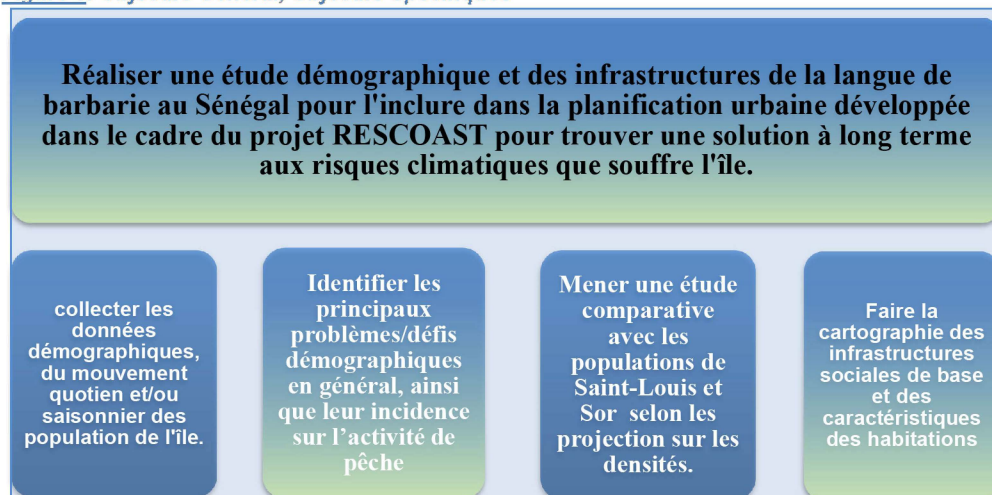 Réaliser une étude démographique et des infrastructures de la langue de
barbarie au Sénégal pour l'inclure dans la planification urbaine développée
dans le cadre du projet RESCOAST pour trouver une solution à long terme
aux risques climatiques que souffre l'île.
collecter les
données
démographiques,
du mouvement
quotien et/ou
saisonnier des
population de l'île.
Identifier les
principaux
problèmes/défis
démographiques
en général, ainsi
que leur incidence
sur l’activité de
pêche
Mener une étude
comparative
avec les
populations de
Saint-Louis et
Sor selon les
projection sur les
densités.
Faire la
cartographie des
infrastructures
sociales de base
et des
caractéristiques
des habitations